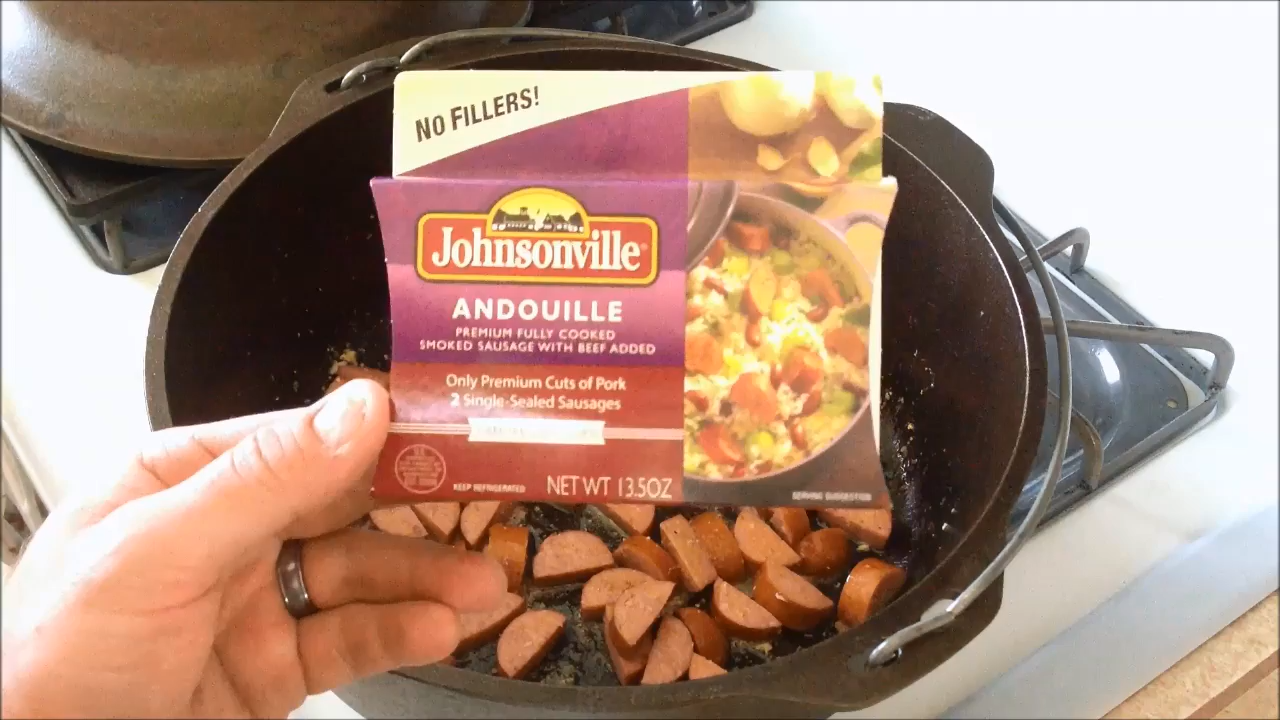 No Fillers!
Johnsonville
ANDOUILLE
PREMIUM FULLY COOKED
SMOKED SAUSAGE WITH BEEF ADDED
Only Premium Cuts of Pork
2 Single-Sealed Sausages
KEEP REFRIGERATED
NET WT 13.5OZ
SERVING SUGGESTION